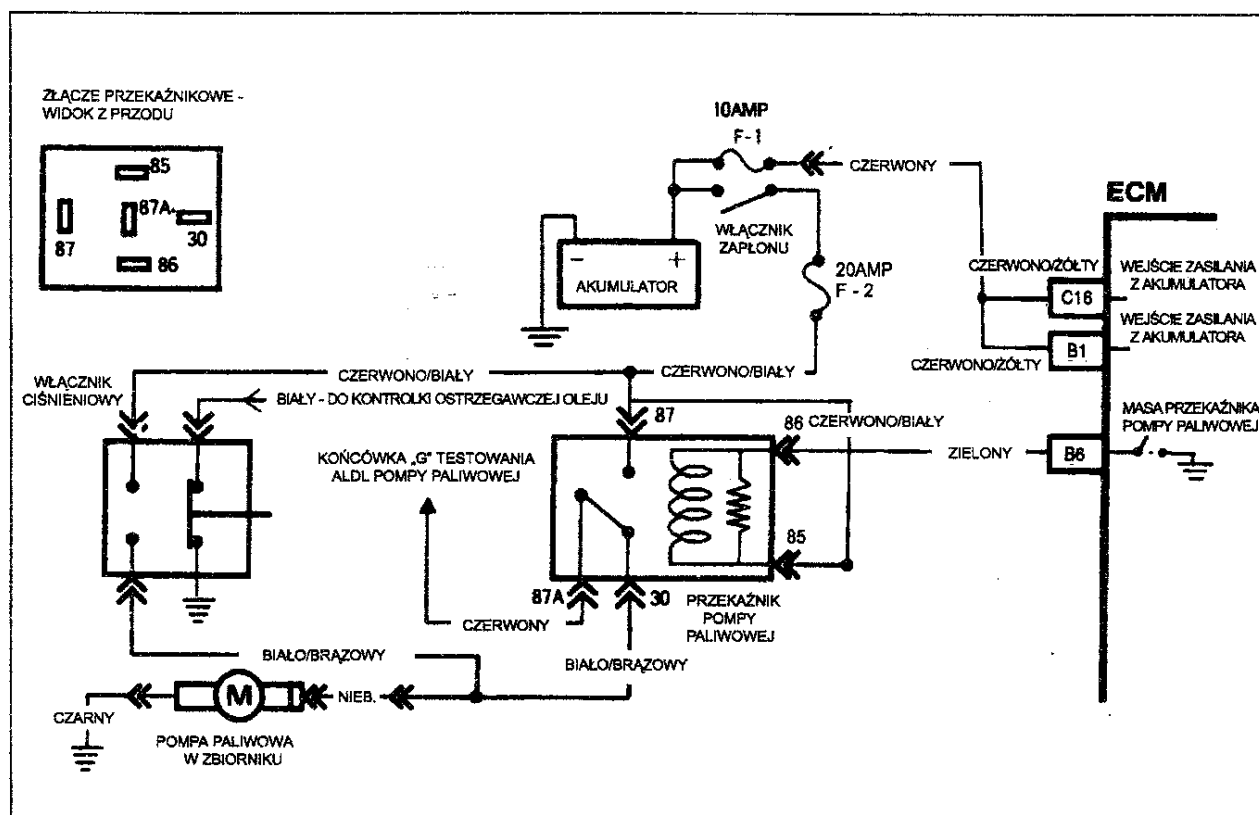 ZŁĄCZE PRZEKAŹNIKOWE -
WIDOK Z PRZODU
85
87A
87
30
86
10AMP
F-1
CZERWONY
WŁĄCZNIK
ZAPŁONU
- +
AKUMULATOR
20AMP
F - 2
ECM
CZERWONO/ŻÓŁTY
C16
WEJŚCIE ZASILANIA
Z AKUMULATORA
B1
WEJŚCIE ZASILANIA
Z AKUMULATORA
CZERWONO/ŻÓŁTY
WŁĄCZNIK
CIŚNIENIOWY
CZERWONO/BIAŁY
CZERWONO/BIAŁY
BIAŁY - DO KONTROLKI OSTRZEGAWCZEJ OLEJU
87
86
CZERWONO/BIAŁY
MASA PRZEKAŹNIKA
POMPY PALIWOWEJ
ZIELONY
B6
KOŃCÓWKA „G" TESTOWANIA
ALDL POMPY PALIWOWEJ
85
87A
30
CZERWONY
PRZEKAŹNIK
POMPY
PALIWOWEJ
BIAŁO/BRĄZOWY
BIAŁO/BRĄZOWY
M
NIEB.
CZARNY
POMPA PALIWOWA
W ZBIORNIKU